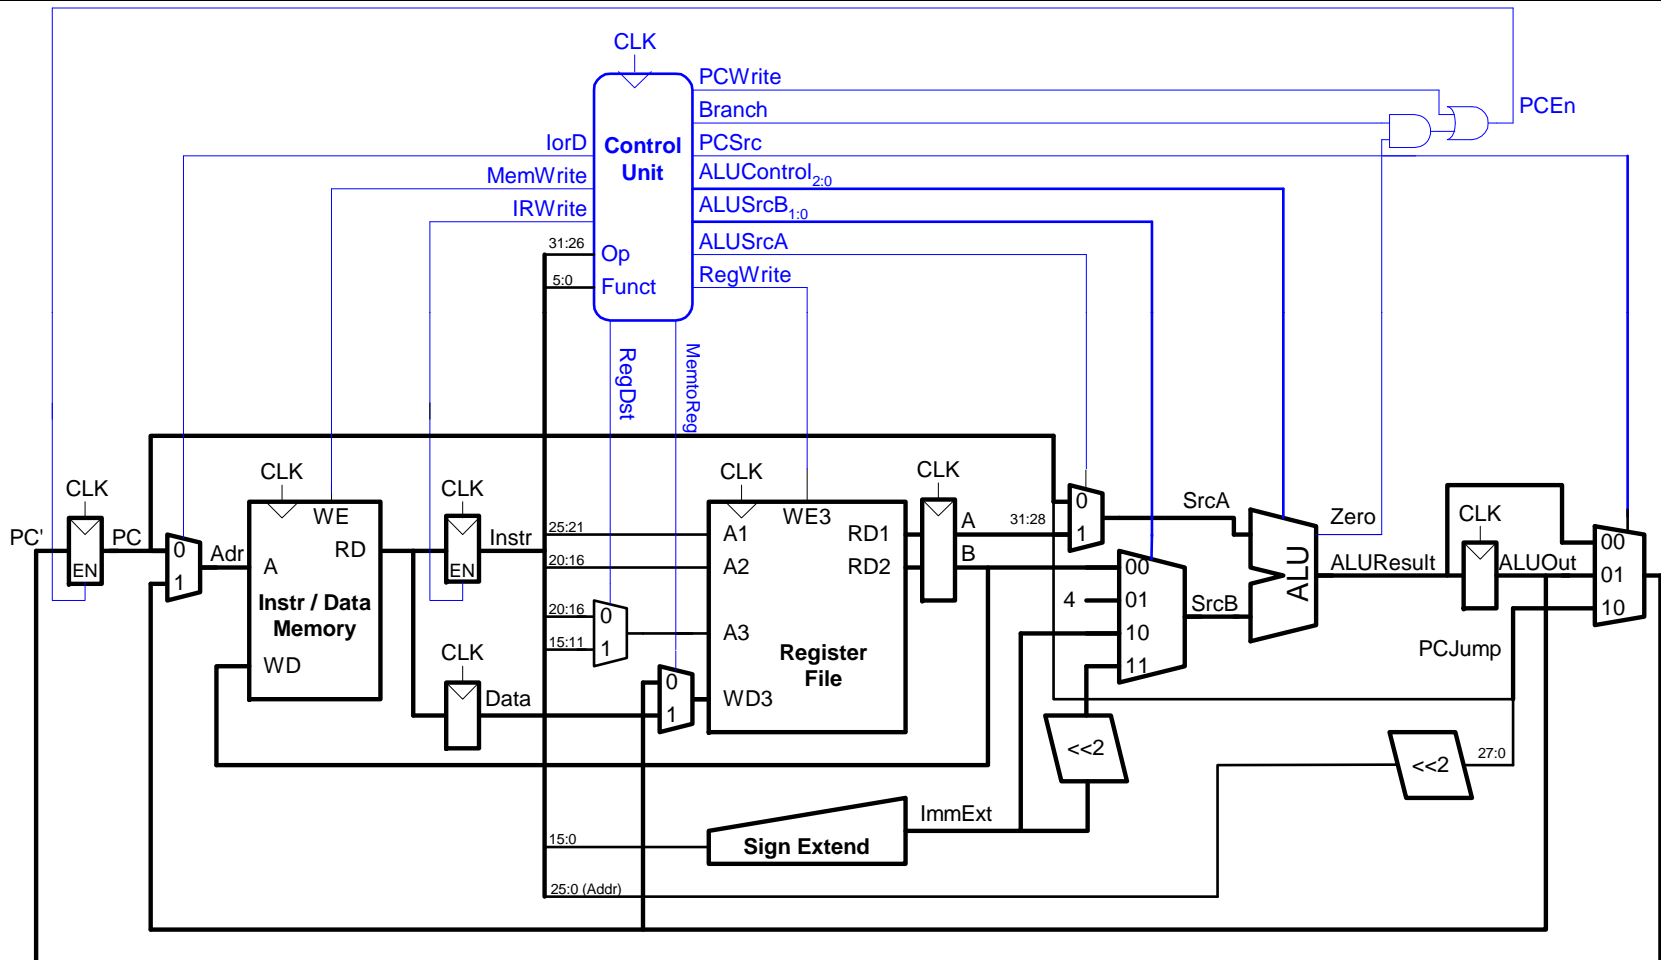 CLK
PCWrite
Branch
PCEn
IorD
Control
Unit
PCSrc
MemWrite
ALUControl2:0
IRWrite
ALUSrcB1:0
31:26
Op
ALUSrcA
5:0
Funct
RegWrite
RegDst
MemtoReg
CLK
CLK
CLK
CLK
CLK
CLK
PC'
PC
EN
0
1
Adr
WE
A
RD
Instr / Data
Memory
WD
EN
Instr
25:21
20:16
20:16
15:11
0
1
A1
WE3
RD1
A2
RD2
A3
Register
File
WD3
A
B
31:28
0
1
SrcA
00
4
01
SrcB
10
11
ALU
Zero
ALUResult
CLK
ALUOut
00
01
10
PCJump
CLK
Data
0
1
<<2
<<2
27:0
ImmExt
15:0
Sign Extend
25:0 (Addr)